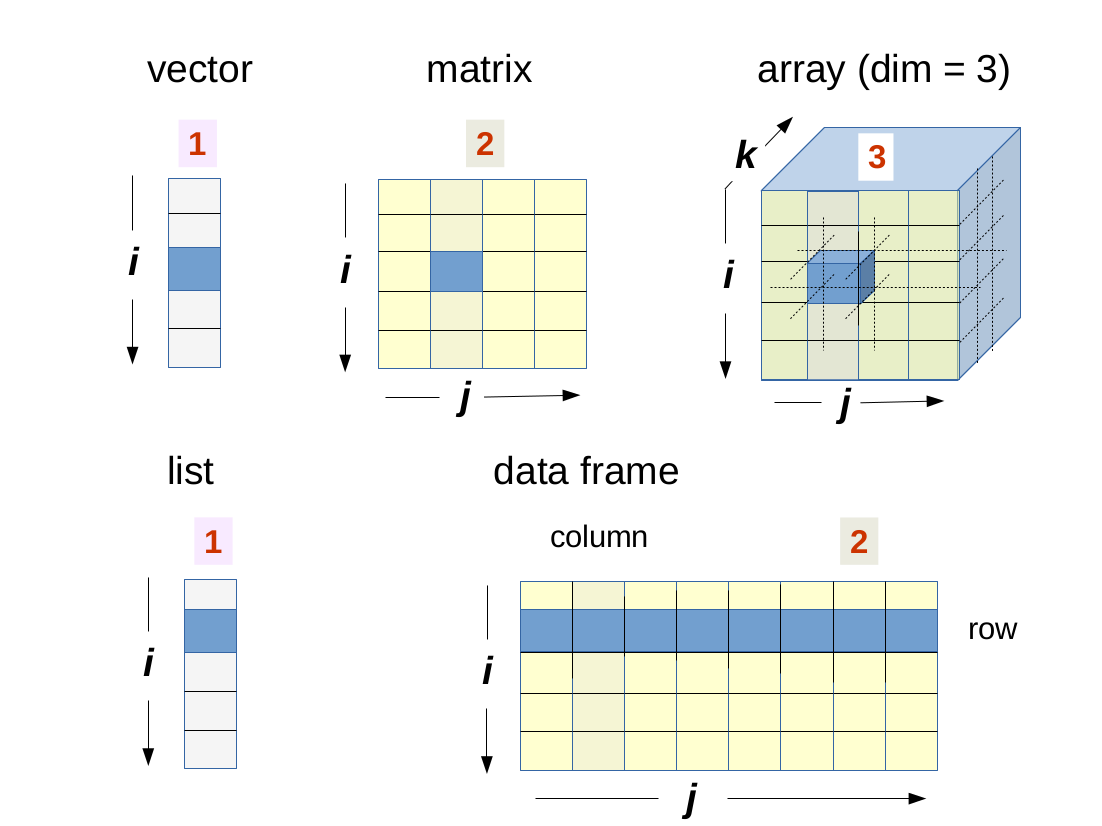 vector
matrix
array (dim = 3)
1
2
3
k
i
i
i
j
j
list
data frame
1
column
2
row
i
i
j